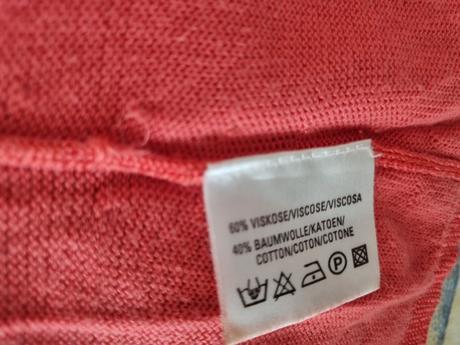 60% VISKOSE/VISCOSE/VISCOSA
40% BAUMWOLLE/KATOEN/
COTTON/COTON/COTONE
P